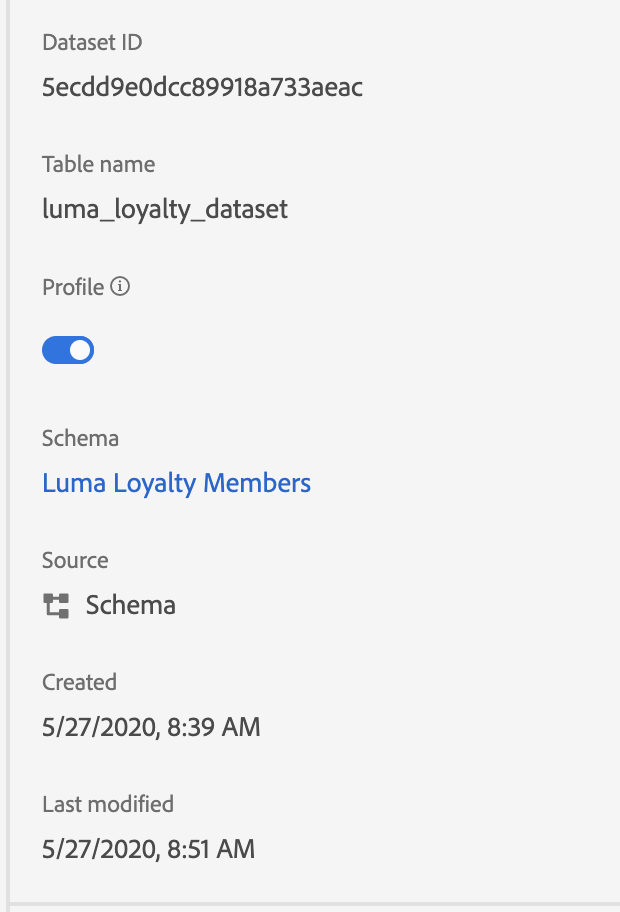 Dataset ID
5ecdd9e0dcc89918a733aeac
Table name
luma_loyalty_dataset
Profile
Schema
Luma Loyalty Members
Source
Schema
Created
5/27/2020, 8:39 AM
Last modified
5/27/2020, 8:51 AM